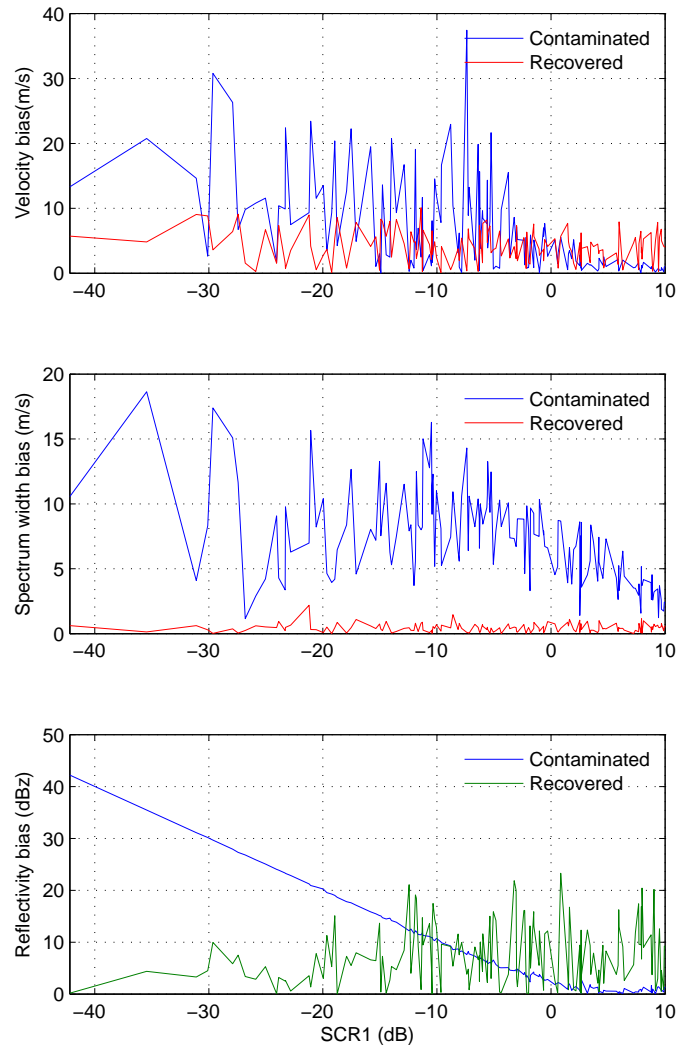 40
30
20
10
0
Velocity bias(m/s)
Contaminated
Recovered
−40 −30 −20 −10 0 10
20
15
10
5
0
Spectrum width bias (m/s)
Contaminated
Recovered
−40 −30 −20 −10 0 10
50
40
30
20
10
0
Reflectivity bias (dBz)
Contaminated
Recovered
−40 −30 −20 −10 0 10
SCR1 (dB)